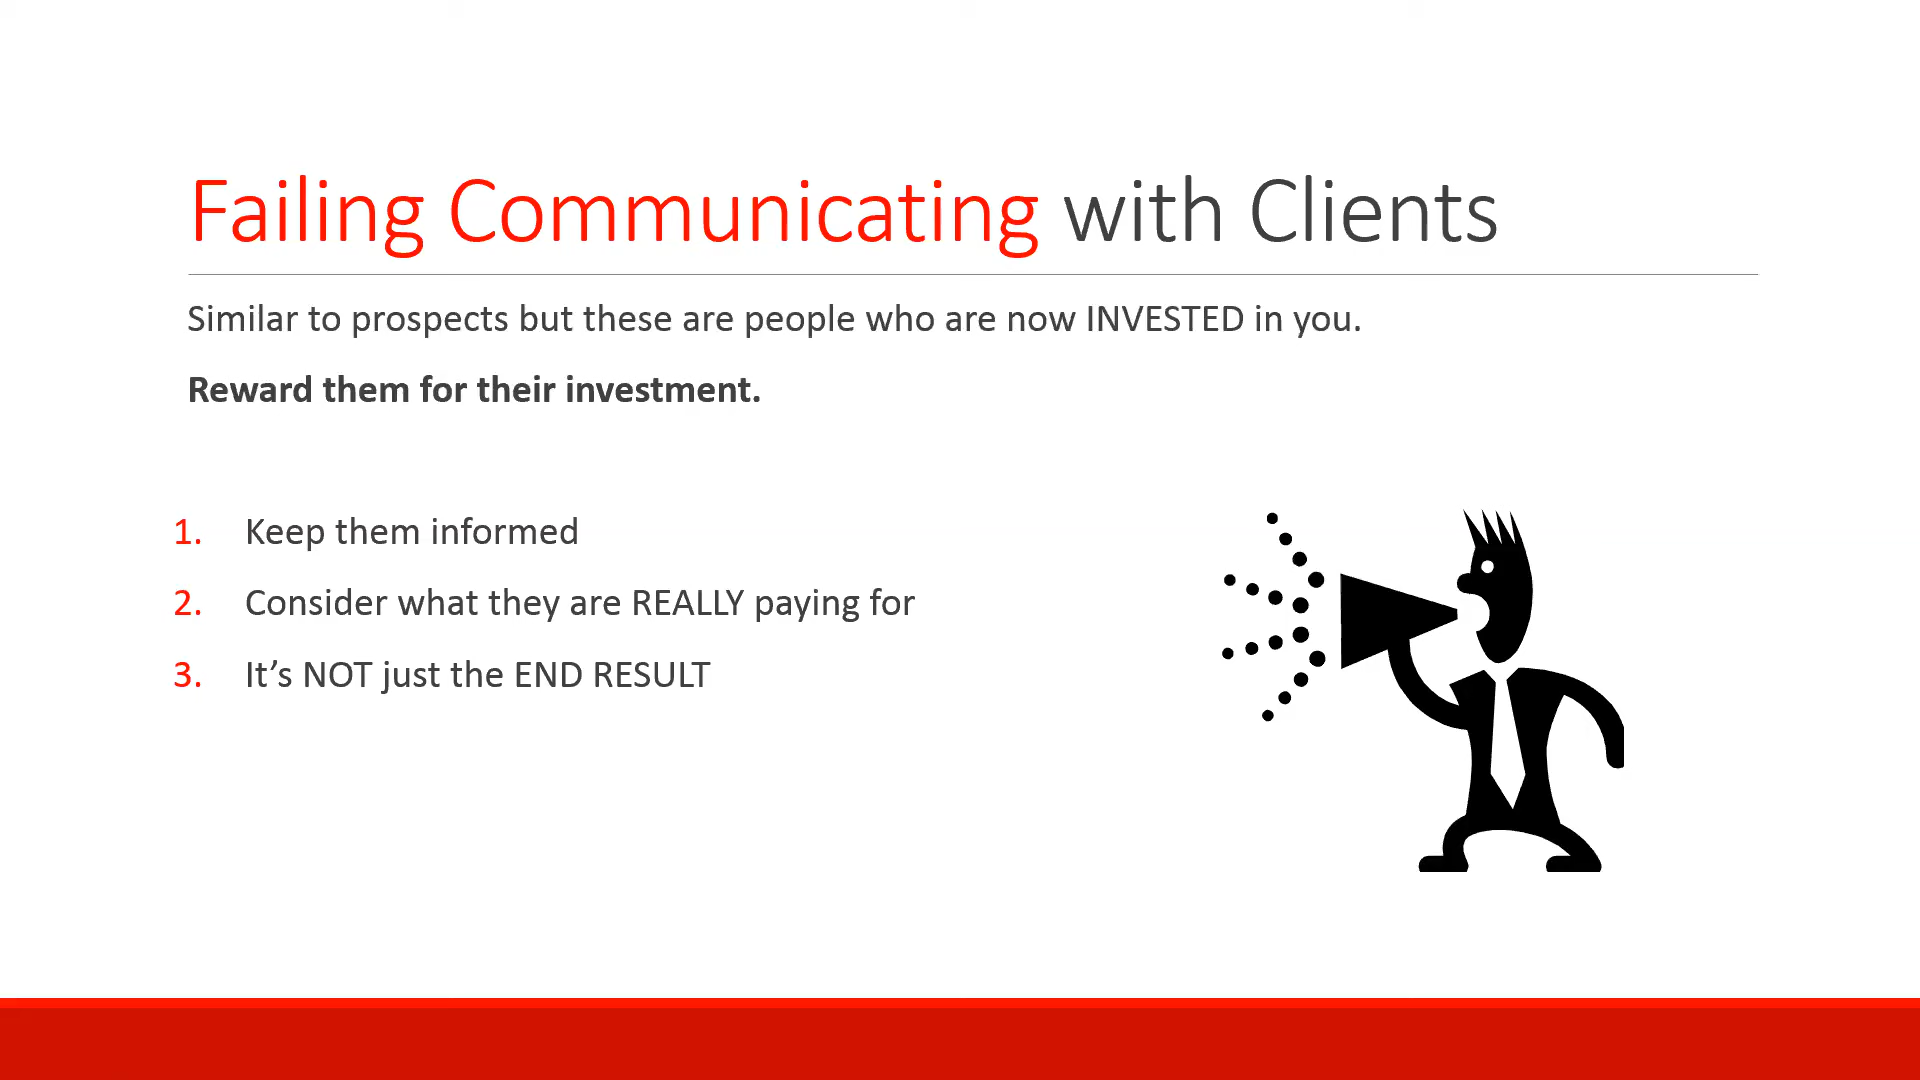 Failing Communicating with Clients
Similar to prospects but these are people who are now INVESTED in you.
Reward them for their investment.
1. Keep them informed
2. Consider what they are REALLY paying for
3. It’s NOT just the END RESULT